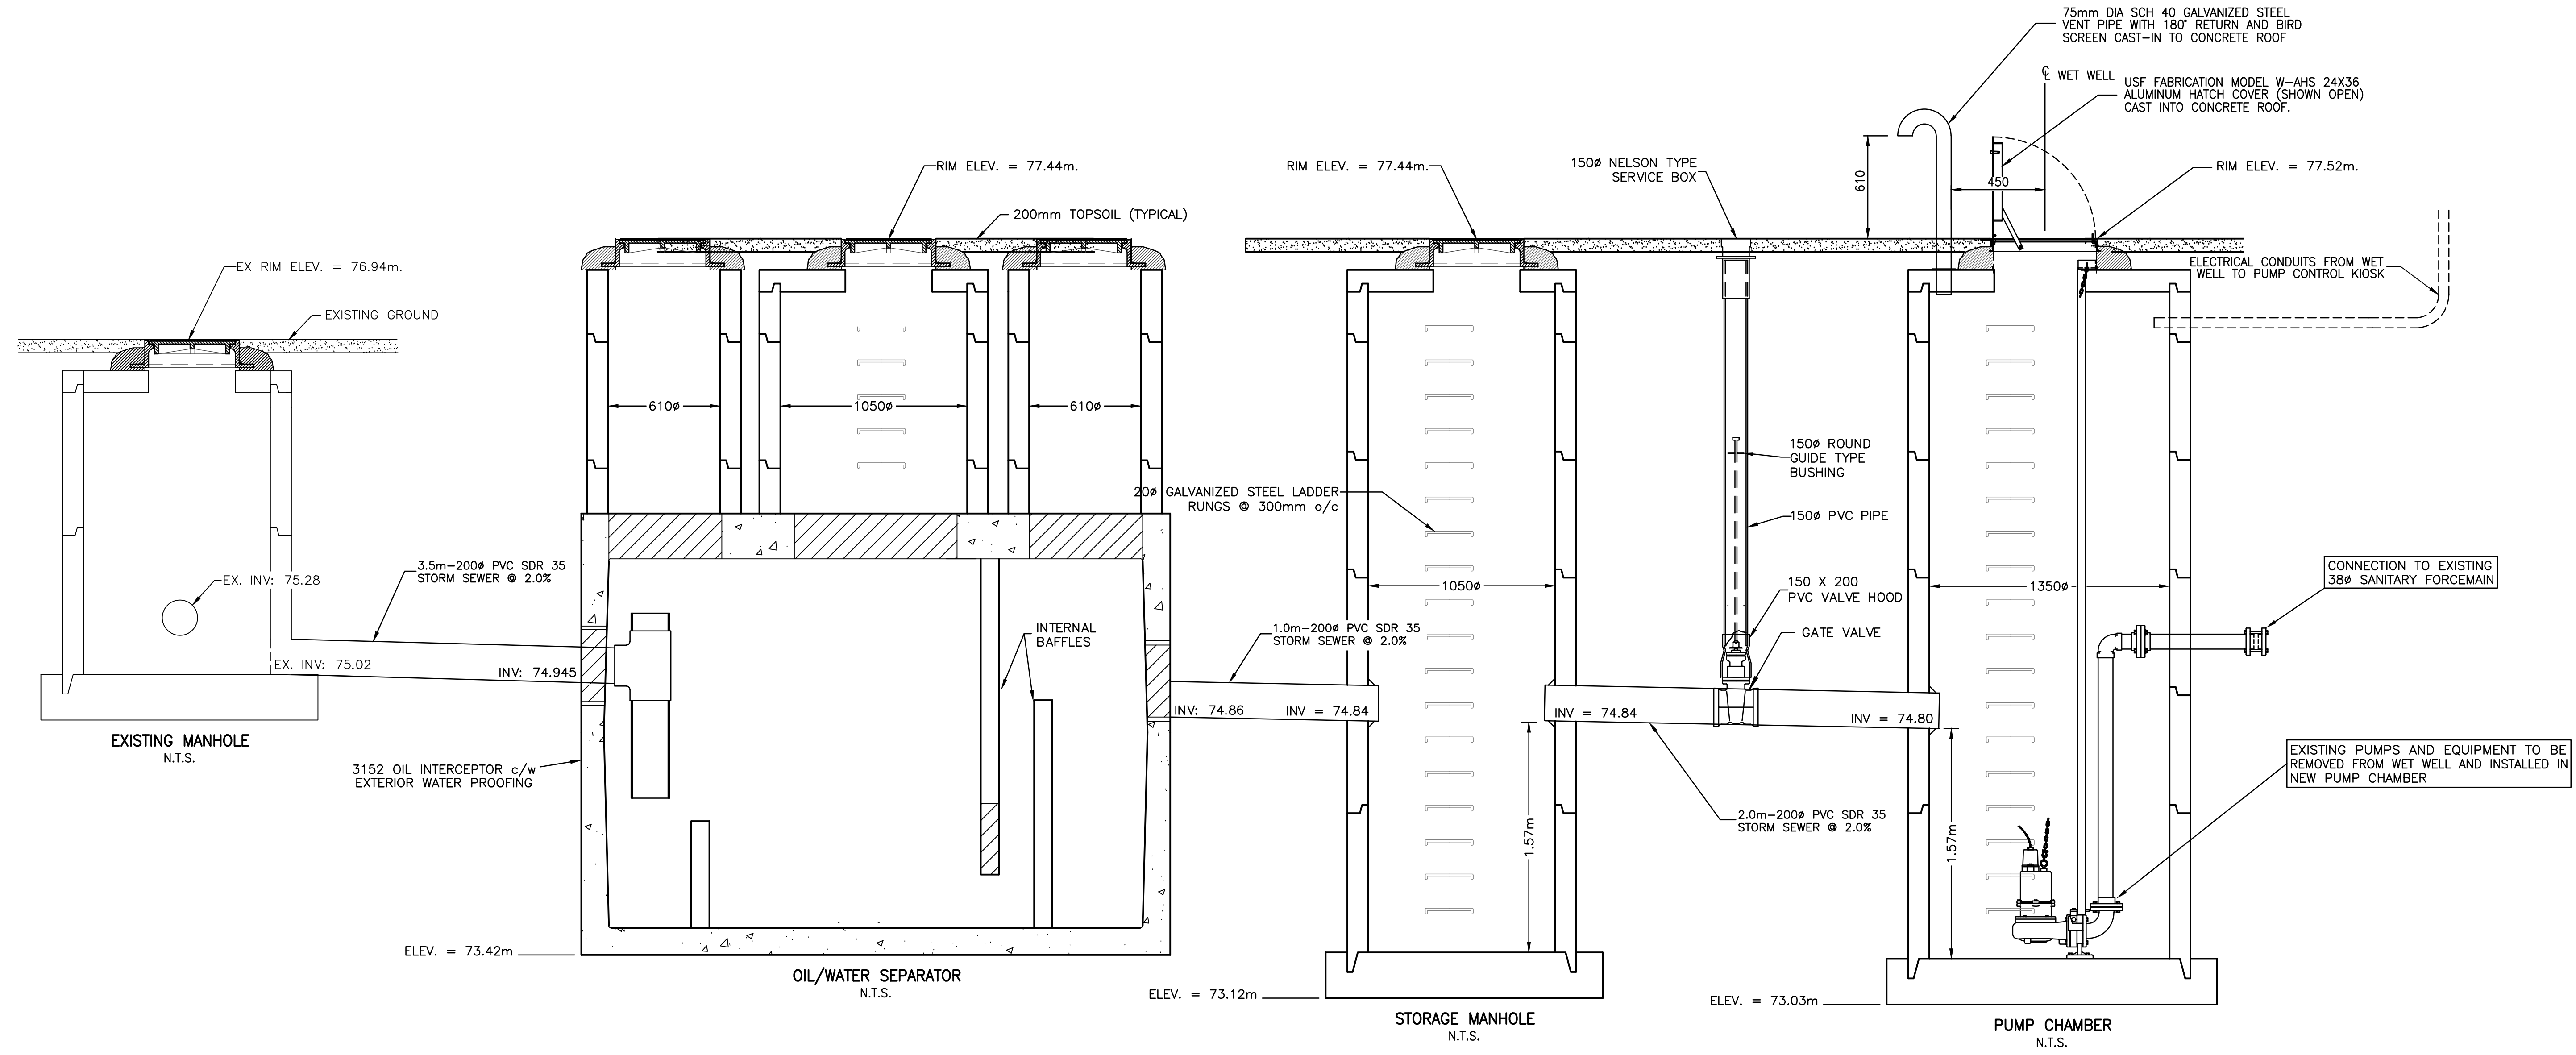 75mm DIA SCH 40 GALVANIZED STEEL
VENT PIPE WITH 180° RETURN AND BIRD
SCREEN CAST-IN TO CONCRETE ROOF
℄ WET WELL
USF FABRICATION MODEL W-AHS 24X36
ALUMINUM HATCH COVER (SHOWN OPEN)
CAST INTO CONCRETE ROOF.
RIM ELEV. = 77.44m.
RIM ELEV. = 77.44m.
150ø NELSON TYPE
SERVICE BOX
610
450
RIM ELEV. = 77.52m.
200mm TOPSOIL (TYPICAL)
EX RIM ELEV. = 76.94m.
EXISTING GROUND
ELECTRICAL CONDUITS FROM WET
WELL TO PUMP CONTROL KIOSK
610ø
1050ø
610ø
150ø ROUND
GUIDE TYPE
BUSHING
20ø GALVANIZED STEEL LADDER
RUNGS @ 300mm o/c
150ø PVC PIPE
3.5m-200ø PVC SDR 35
STORM SEWER @ 2.0%
EX. INV: 75.28
1050ø
150 X 200
PVC VALVE HOOD
1350ø
CONNECTION TO EXISTING
38ø SANITARY FORCEMAIN
INTERNAL
BAFFLES
1.0m-200ø PVC SDR 35
STORM SEWER @ 2.0%
GATE VALVE
EX. INV: 75.02
INV: 74.945
INV: 74.86
INV = 74.84
INV = 74.84
INV = 74.80
EXISTING MANHOLE
N.T.S.
3152 OIL INTERCEPTOR c/w
EXTERIOR WATER PROOFING
EXISTING PUMPS AND EQUIPMENT TO BE
REMOVED FROM WET WELL AND INSTALLED IN
NEW PUMP CHAMBER
2.0m-200ø PVC SDR 35
STORM SEWER @ 2.0%
1.57m
1.57m
ELEV. = 73.42m
OIL/WATER SEPARATOR
N.T.S.
ELEV. = 73.12m
ELEV. = 73.03m
STORAGE MANHOLE
N.T.S.
PUMP CHAMBER
N.T.S.